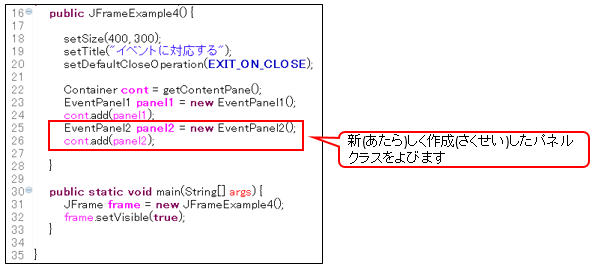 16 public JFrameExample4() {
17
18 setSize(400, 300);
19 setTitle("イベントに対応する");
20 setDefaultCloseOperation(EXIT_ON_CLOSE);
21
22 Container cont = getContentPane();
23 EventPanel1 panel1 = new EventPanel1();
24 cont.add(panel1);
25 EventPanel2 panel2 = new EventPanel2();
26 cont.add(panel2);
27
28 }
29
30 public static void main(String[] args) {
31 JFrame frame = new JFrameExample4();
32 frame.setVisible(true);
33 }
34
35 }
新(あたら)しく作成(さくせい)したパネル
クラスをよびます